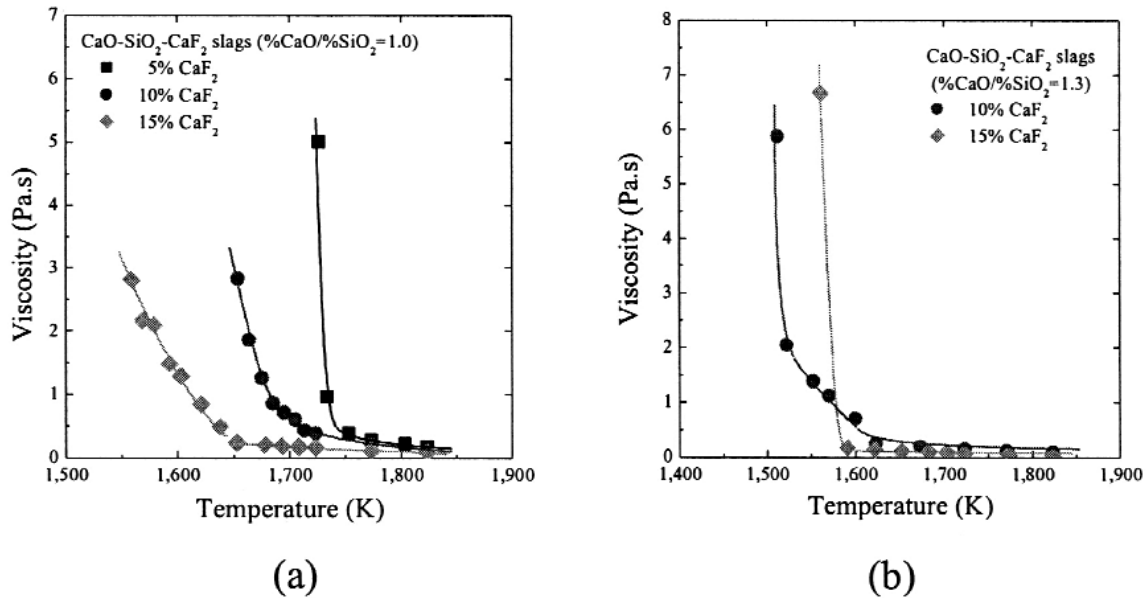 CaO-SiO₂-CaF₂ slags (%CaO/%SiO₂=1.0)
5% CaF₂
10% CaF₂
15% CaF₂
Viscosity (Pa.s)
7
6
5
4
3
2
1
0
1,500 1,600 1,700 1,800 1,900
Temperature (K)
(a)
CaO-SiO₂-CaF₂ slags
(%CaO/%SiO₂=1.3)
10% CaF₂
15% CaF₂
Viscosity (Pa.s)
8
7
6
5
4
3
2
1
0
1,400 1,500 1,600 1,700 1,800 1,900
Temperature (K)
(b)